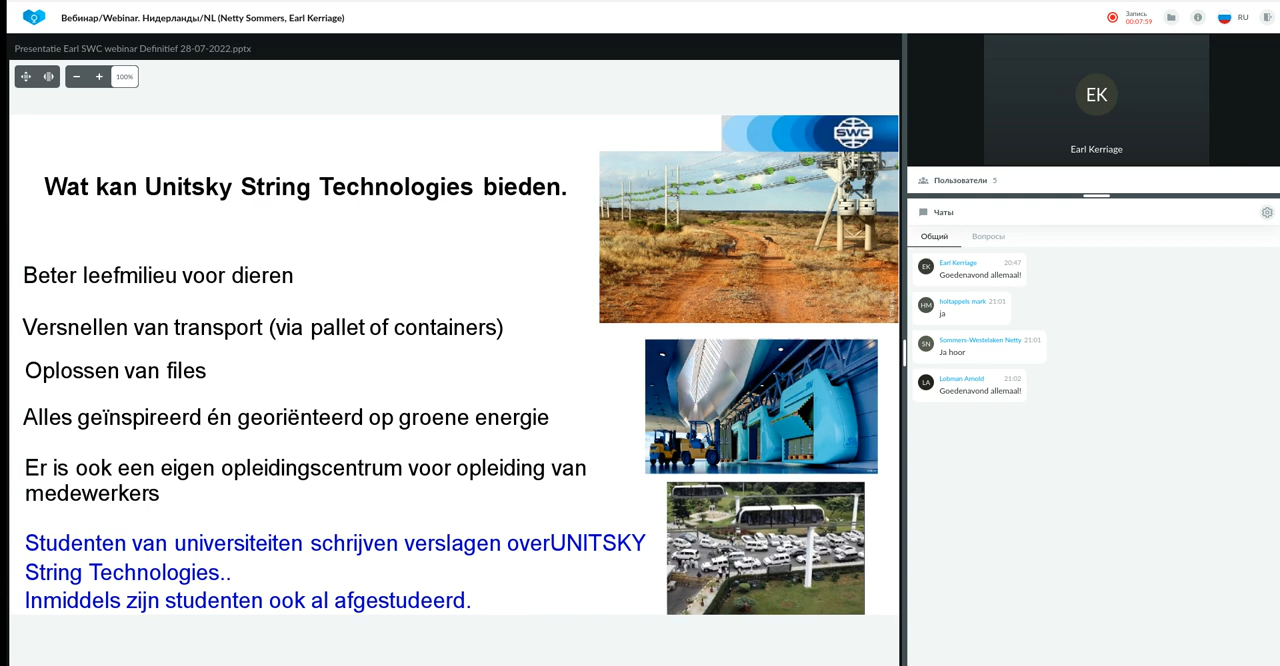 Вебинар/Webinar. Нидерланды/NL (Netty Sommers, Earl Kerriage)
Запись
00:07:59
RU
Presentatie Earl SWC webinar Definitief 28-07-2022.pptx
100%
SWC
Wat kan Unitsky String Technologies bieden.
Beter leefmilieu voor dieren
Versnellen van transport (via pallet of containers)
Oplossen van files
Alles geïnspireerd én georiënteerd op groene energie
Er is ook een eigen opleidingscentrum voor opleiding van
medewerkers
Studenten van universiteiten schrijven verslagen overUNITSKY
String Technologies..
Inmiddels zijn studenten ook al afgestudeerd.
EK
Earl Kerriage
Пользователи 5
Чаты
Общий Вопросы
EK
Earl Kerriage 20:47
Goedenavond allemaal!
HM
holtappels mark 21:01
ja
SN
Sommers-Westelaken Netty 21:01
Ja hoor
LA
Lobman Arnold 21:02
Goedenavond allemaal!